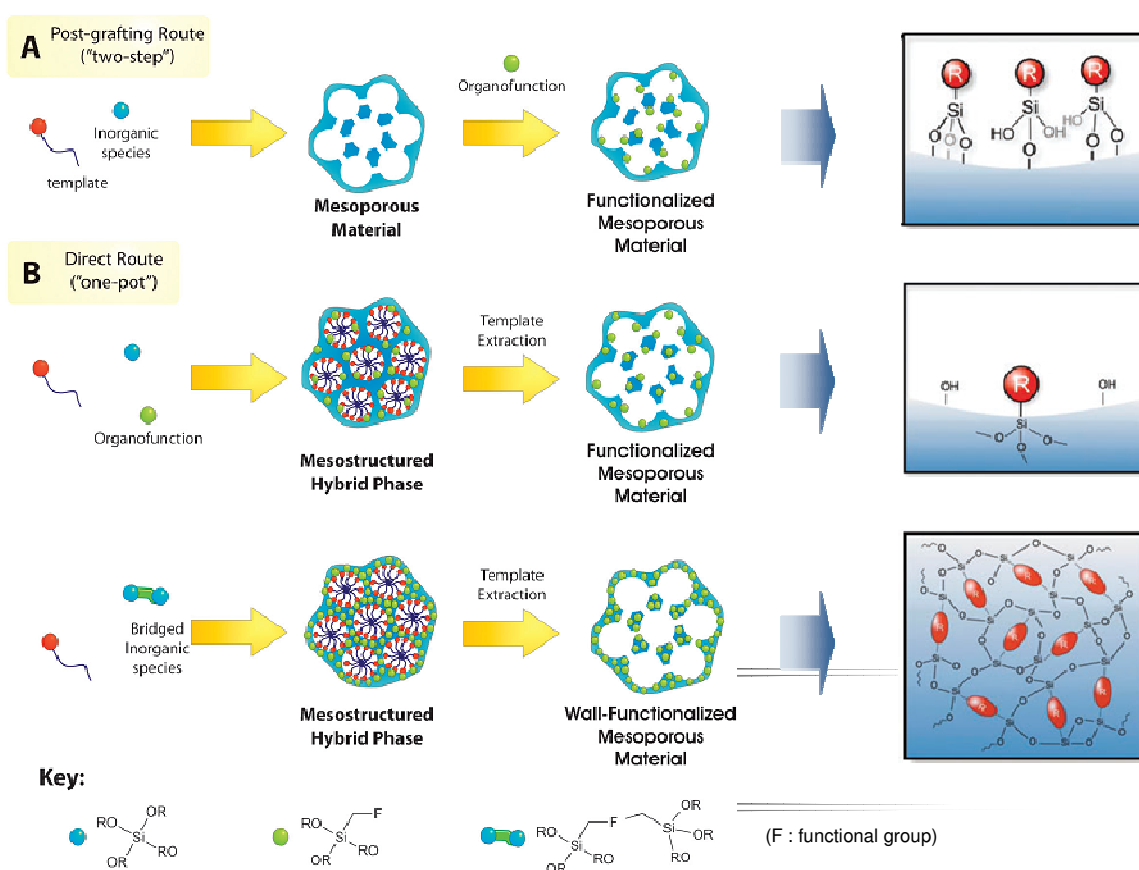 A
Post-grafting Route
("two-step")
Inorganic
species
template
Organofunction
Mesoporous
Material
Functionalized
Mesoporous
Material
R
R
R
Si
Si
Si
HO
OH
HO
O
O
O
O
O
O
B
Direct Route
("one-pot")
Organofunction
Template
Extraction
Mesostructured
Hybrid Phase
Functionalized
Mesoporous
Material
OH
R
OH
Si
O
O
O
Bridged
Inorganic
species
Template
Extraction
Mesostructured
Hybrid Phase
Wall-Functionalized
Mesoporous
Material
Key:
OR
RO
Si
RO
OR
F
RO
Si
RO
OR
F
RO
Si
RO
OR
OR
Si
OR
RO
(F : functional group)